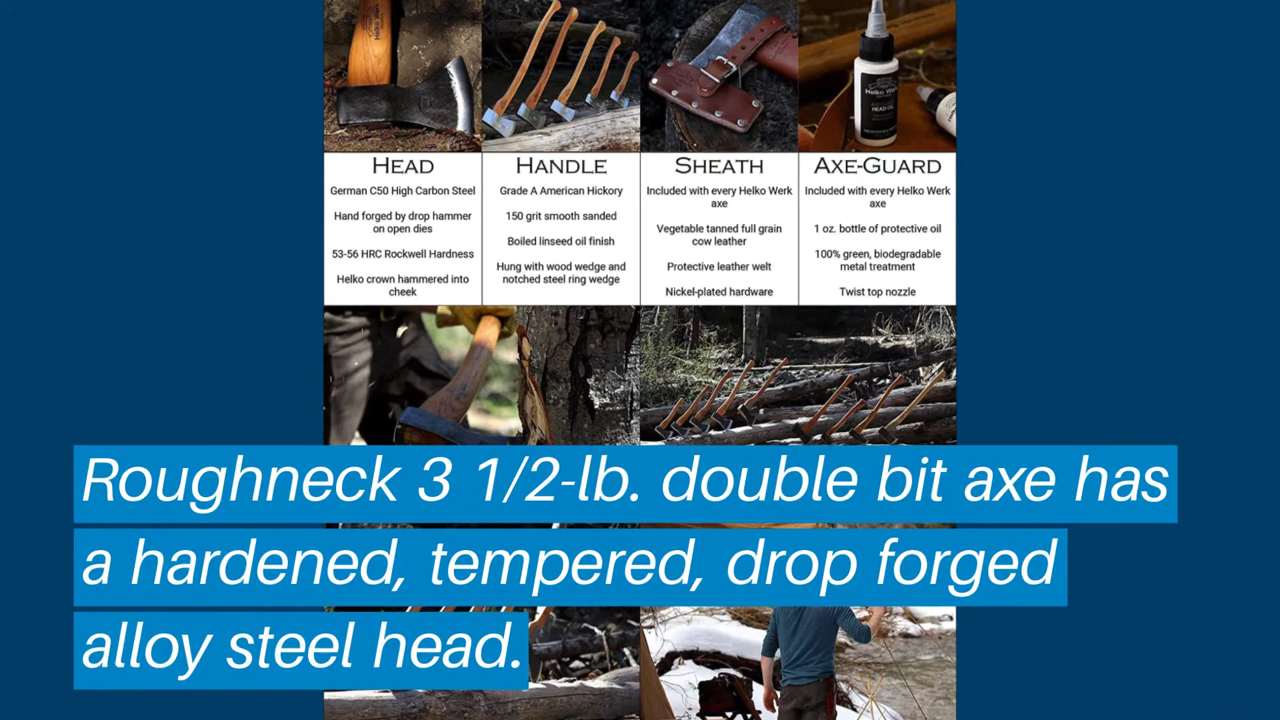 HEAD
German C50 High Carbon Steel
Hand forged by drop hammer
on open dies
53-56 HRC Rockwell Hardness
Helko crown hammered into
cheek
HANDLE
Grade A American Hickory
150 grit smooth sanded
Boiled linseed oil finish
Hung with wood wedge and
notched steel ring wedge
SHEATH
Included with every Helko Werk
axe
Vegetable tanned full grain
cow leather
Protective leather welt
Nickel-plated hardware
Helko Werk
HEAD OIL
AXE-GUARD
Included with every Helko Werk
axe
1 oz. bottle of protective oil
100% green, biodegradable
metal treatment
Twist top nozzle
Roughneck 3 1/2-lb. double bit axe has
a hardened, tempered, drop forged
alloy steel head.